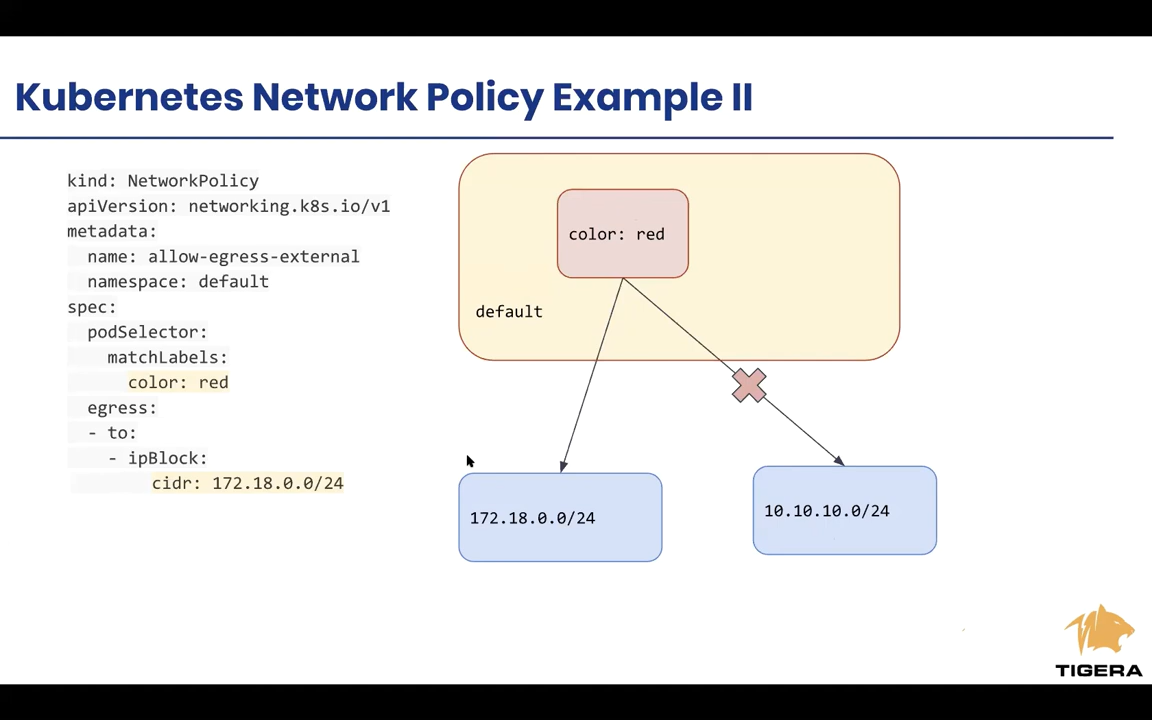 Kubernetes Network Policy Example II
kind: NetworkPolicy
apiVersion: networking.k8s.io/v1
metadata:
  name: allow-egress-external
  namespace: default
spec:
  podSelector:
    matchLabels:
      color: red
  egress:
  - to:
    - ipBlock:
        cidr: 172.18.0.0/24
color: red
default
172.18.0.0/24
10.10.10.0/24
TIGERA